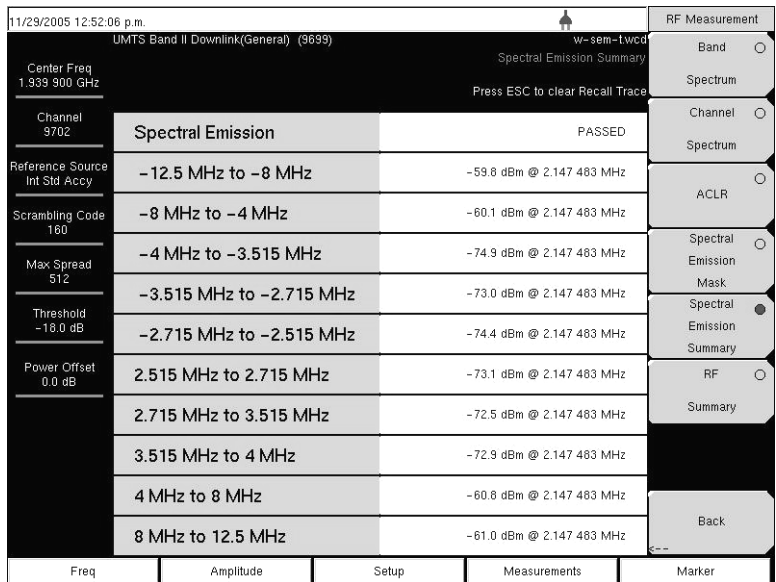 11/29/2005 12:52:06 p.m.
UMTS Band II Downlink(General) (9699)
w-sem-t.wcd
Spectral Emission Summary
Press ESC to clear Recall Trace
Center Freq
1.939 900 GHz
Channel
9702
Reference Source
Int Std Accy
Scrambling Code
160
Max Spread
512
Threshold
-18.0 dB
Power Offset
0.0 dB
Spectral Emission PASSED
-12.5 MHz to -8 MHz -59.8 dBm @ 2.147 483 MHz
-8 MHz to -4 MHz -60.1 dBm @ 2.147 483 MHz
-4 MHz to -3.515 MHz -74.9 dBm @ 2.147 483 MHz
-3.515 MHz to -2.715 MHz -73.0 dBm @ 2.147 483 MHz
-2.715 MHz to -2.515 MHz -74.4 dBm @ 2.147 483 MHz
2.515 MHz to 2.715 MHz -73.1 dBm @ 2.147 483 MHz
2.715 MHz to 3.515 MHz -72.5 dBm @ 2.147 483 MHz
3.515 MHz to 4 MHz -72.9 dBm @ 2.147 483 MHz
4 MHz to 8 MHz -60.8 dBm @ 2.147 483 MHz
8 MHz to 12.5 MHz -61.0 dBm @ 2.147 483 MHz
RF Measurement
Band
Spectrum
Channel
Spectrum
ACLR
Spectral
Emission
Mask
Spectral
Emission
Summary
RF
Summary
Back
<--
Freq Amplitude Setup Measurements Marker